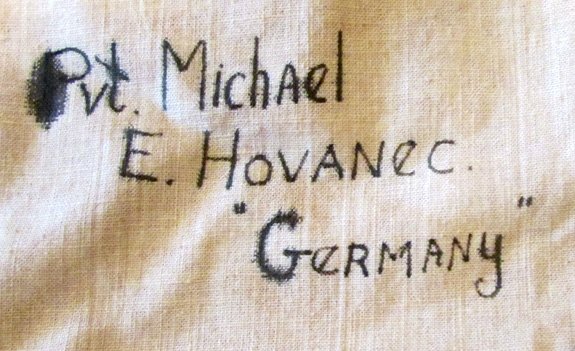 Pvt. Michael
E. Hovanec.
"Germany"